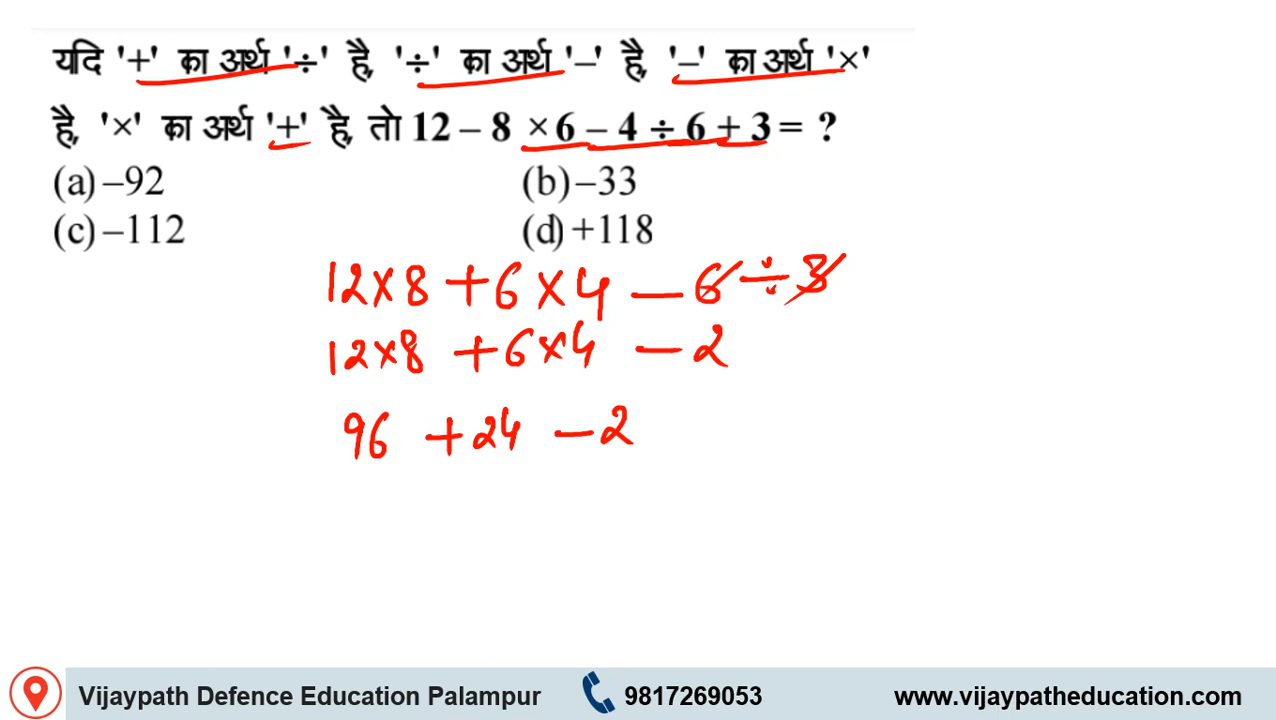 यदि '+' का अर्थ '÷' है, '÷' का अर्थ '–' है, '–' का अर्थ '×'
है, '×' का अर्थ '+' है, तो 12 – 8 × 6 – 4 ÷ 6 + 3 = ?
(a) –92 (b) –33
(c) –112 (d) +118
12×8 + 6×4 – 6 ÷ 3
12×8 + 6×4 – 2
96 + 24 – 2
Vijaypath Defence Education Palampur 9817269053 www.vijaypatheducation.com